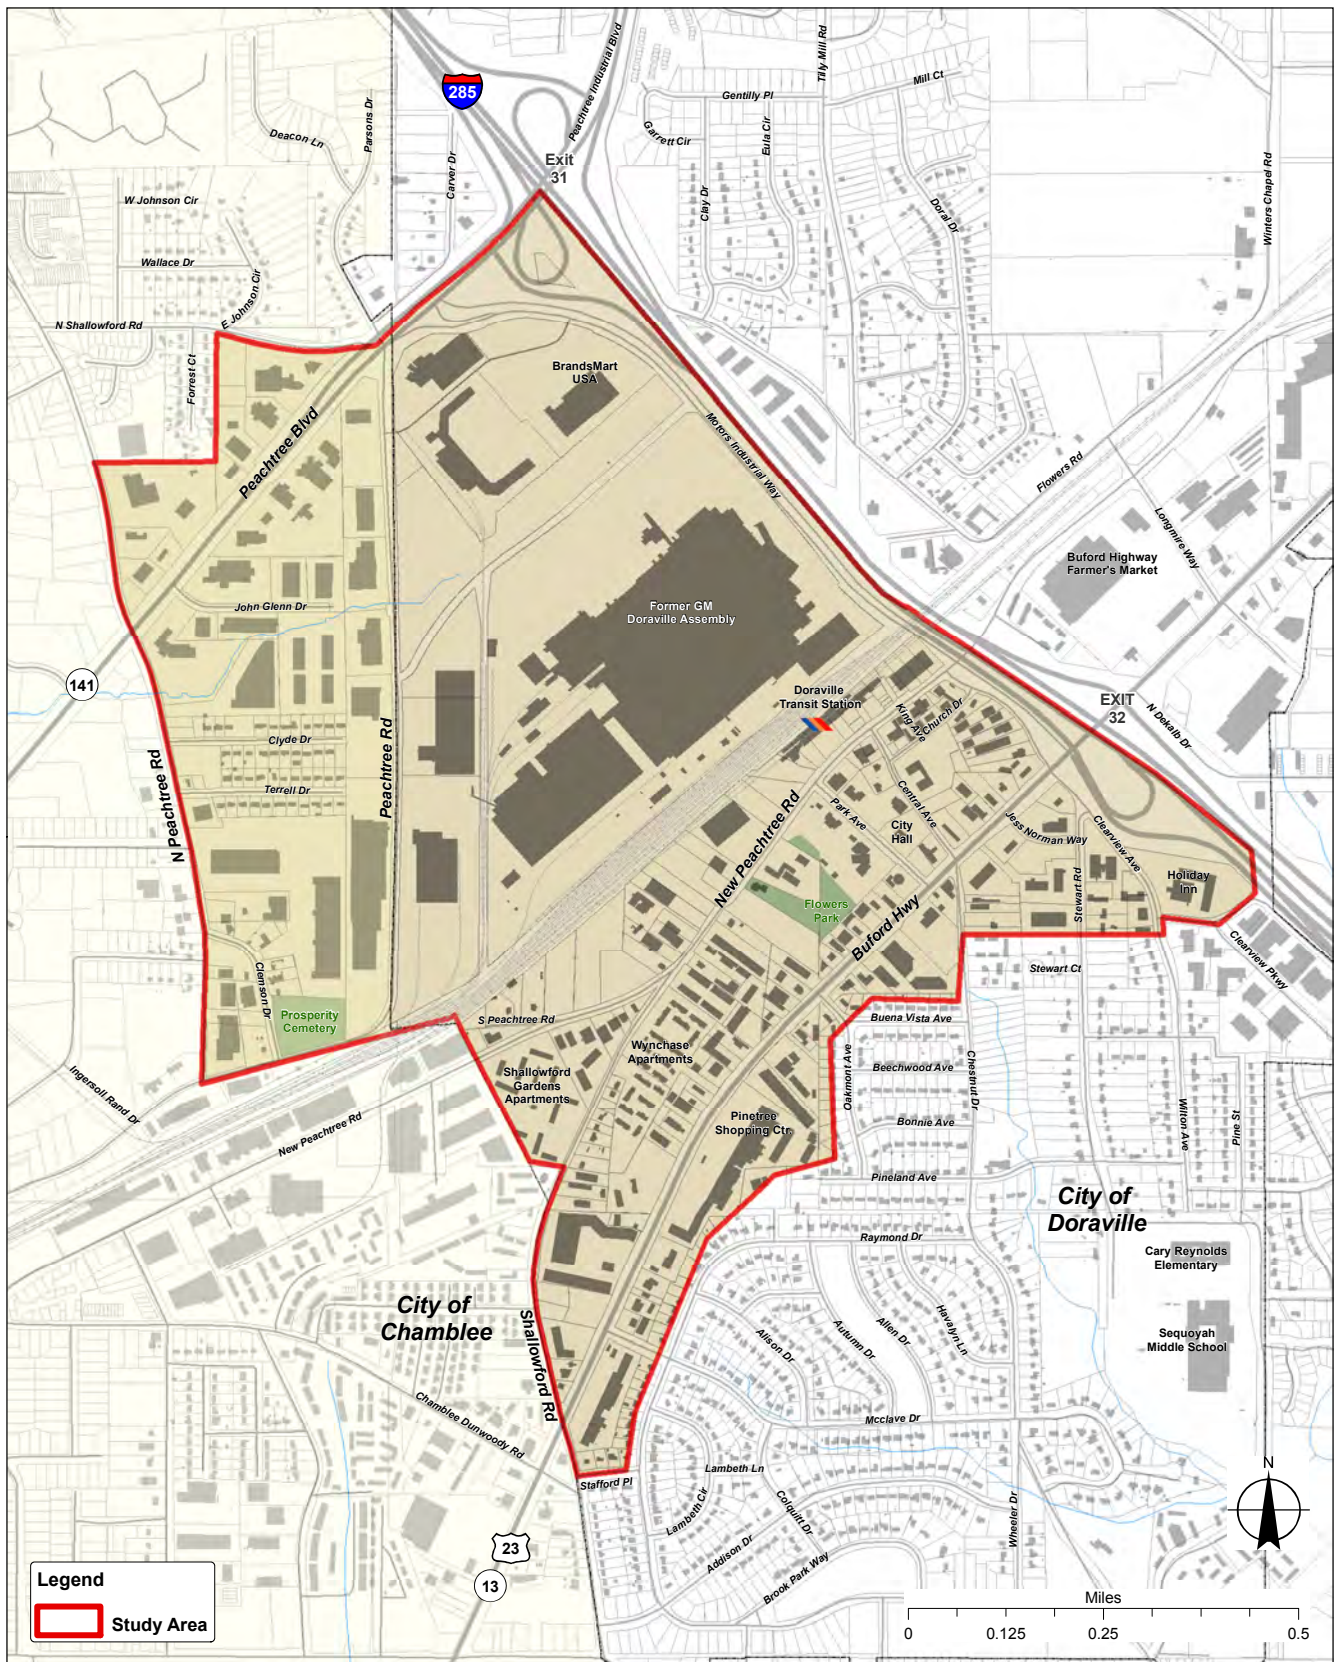 285
Peachtree Industrial Blvd
Exit
31
Tilly Mill Rd
Mill Ct
Gentilly Pl
Garrett Cir
Eula Cir
Clay Dr
Doral Dr
Winters Chapel Rd
Deacon Ln
Parsons Dr
Carver Dr
W Johnson Cir
Wallace Dr
E Johnson Cir
N Shallowford Rd
Forrest Ct
Peachtree Blvd
BrandsMart
USA
Motors Industrial Way
Flowers Rd
Longmire Way
Buford Highway
Farmer's Market
John Glenn Dr
Former GM
Doraville Assembly
141
Doraville
Transit Station
King Ave
Church Dr
EXIT
32
N Dekalb Dr
Clyde Dr
Terrell Dr
N Peachtree Rd
Peachtree Rd
New Peachtree Rd
Park Ave
Central Ave
City
Hall
Jess Norman Way
Clearview Ave
Stewart Rd
Holiday
Inn
Flowers
Park
Buford Hwy
Clearview Pkwy
Stewart Ct
Clemson Dr
Prosperity
Cemetery
S Peachtree Rd
Buena Vista Ave
Wynchase
Apartments
Shallowford
Gardens
Apartments
Oakmont Ave
Beechwood Ave
Chestnut Dr
Ingersoll Rand Dr
New Peachtree Rd
Pinetree
Shopping Ctr.
Bonnie Ave
Wilton Ave
Pine St
Pineland Ave
City of
Doraville
Raymond Dr
Cary Reynolds
Elementary
City of
Chamblee
Shallowford Rd
Alison Dr
Autumn Dr
Allen Dr
Havalyn Ln
Sequoyah
Middle School
Chamblee Dunwoody Rd
Mcclave Dr
Stafford Pl
Lambeth Ln
Lambeth Cir
Colquitt Dr
Addison Dr
Brook Park Way
Wheeler Dr
N
23
13
Legend
Study Area
Miles
0
0.125
0.25
0.5